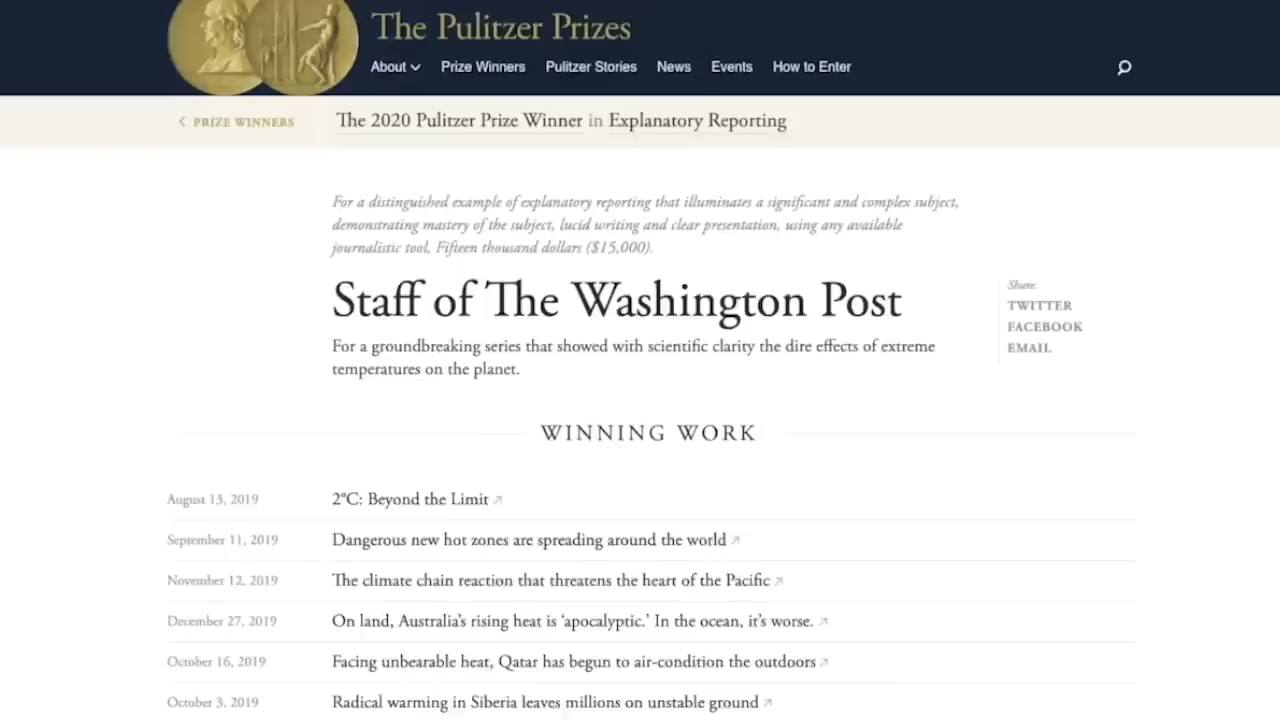 The Pulitzer Prizes
About Prize Winners Pulitzer Stories News Events How to Enter
PRIZE WINNERS
The 2020 Pulitzer Prize Winner in Explanatory Reporting
For a distinguished example of explanatory reporting that illuminates a significant and complex subject,
demonstrating mastery of the subject, lucid writing and clear presentation, using any available
journalistic tool, Fifteen thousand dollars ($15,000).
Staff of The Washington Post
For a groundbreaking series that showed with scientific clarity the dire effects of extreme
temperatures on the planet.
Share:
TWITTER
FACEBOOK
EMAIL
WINNING WORK
August 13, 2019 2°C: Beyond the Limit
September 11, 2019 Dangerous new hot zones are spreading around the world
November 12, 2019 The climate chain reaction that threatens the heart of the Pacific
December 27, 2019 On land, Australia's rising heat is 'apocalyptic.' In the ocean, it's worse.
October 16, 2019 Facing unbearable heat, Qatar has begun to air-condition the outdoors
October 3, 2019 Radical warming in Siberia leaves millions on unstable ground